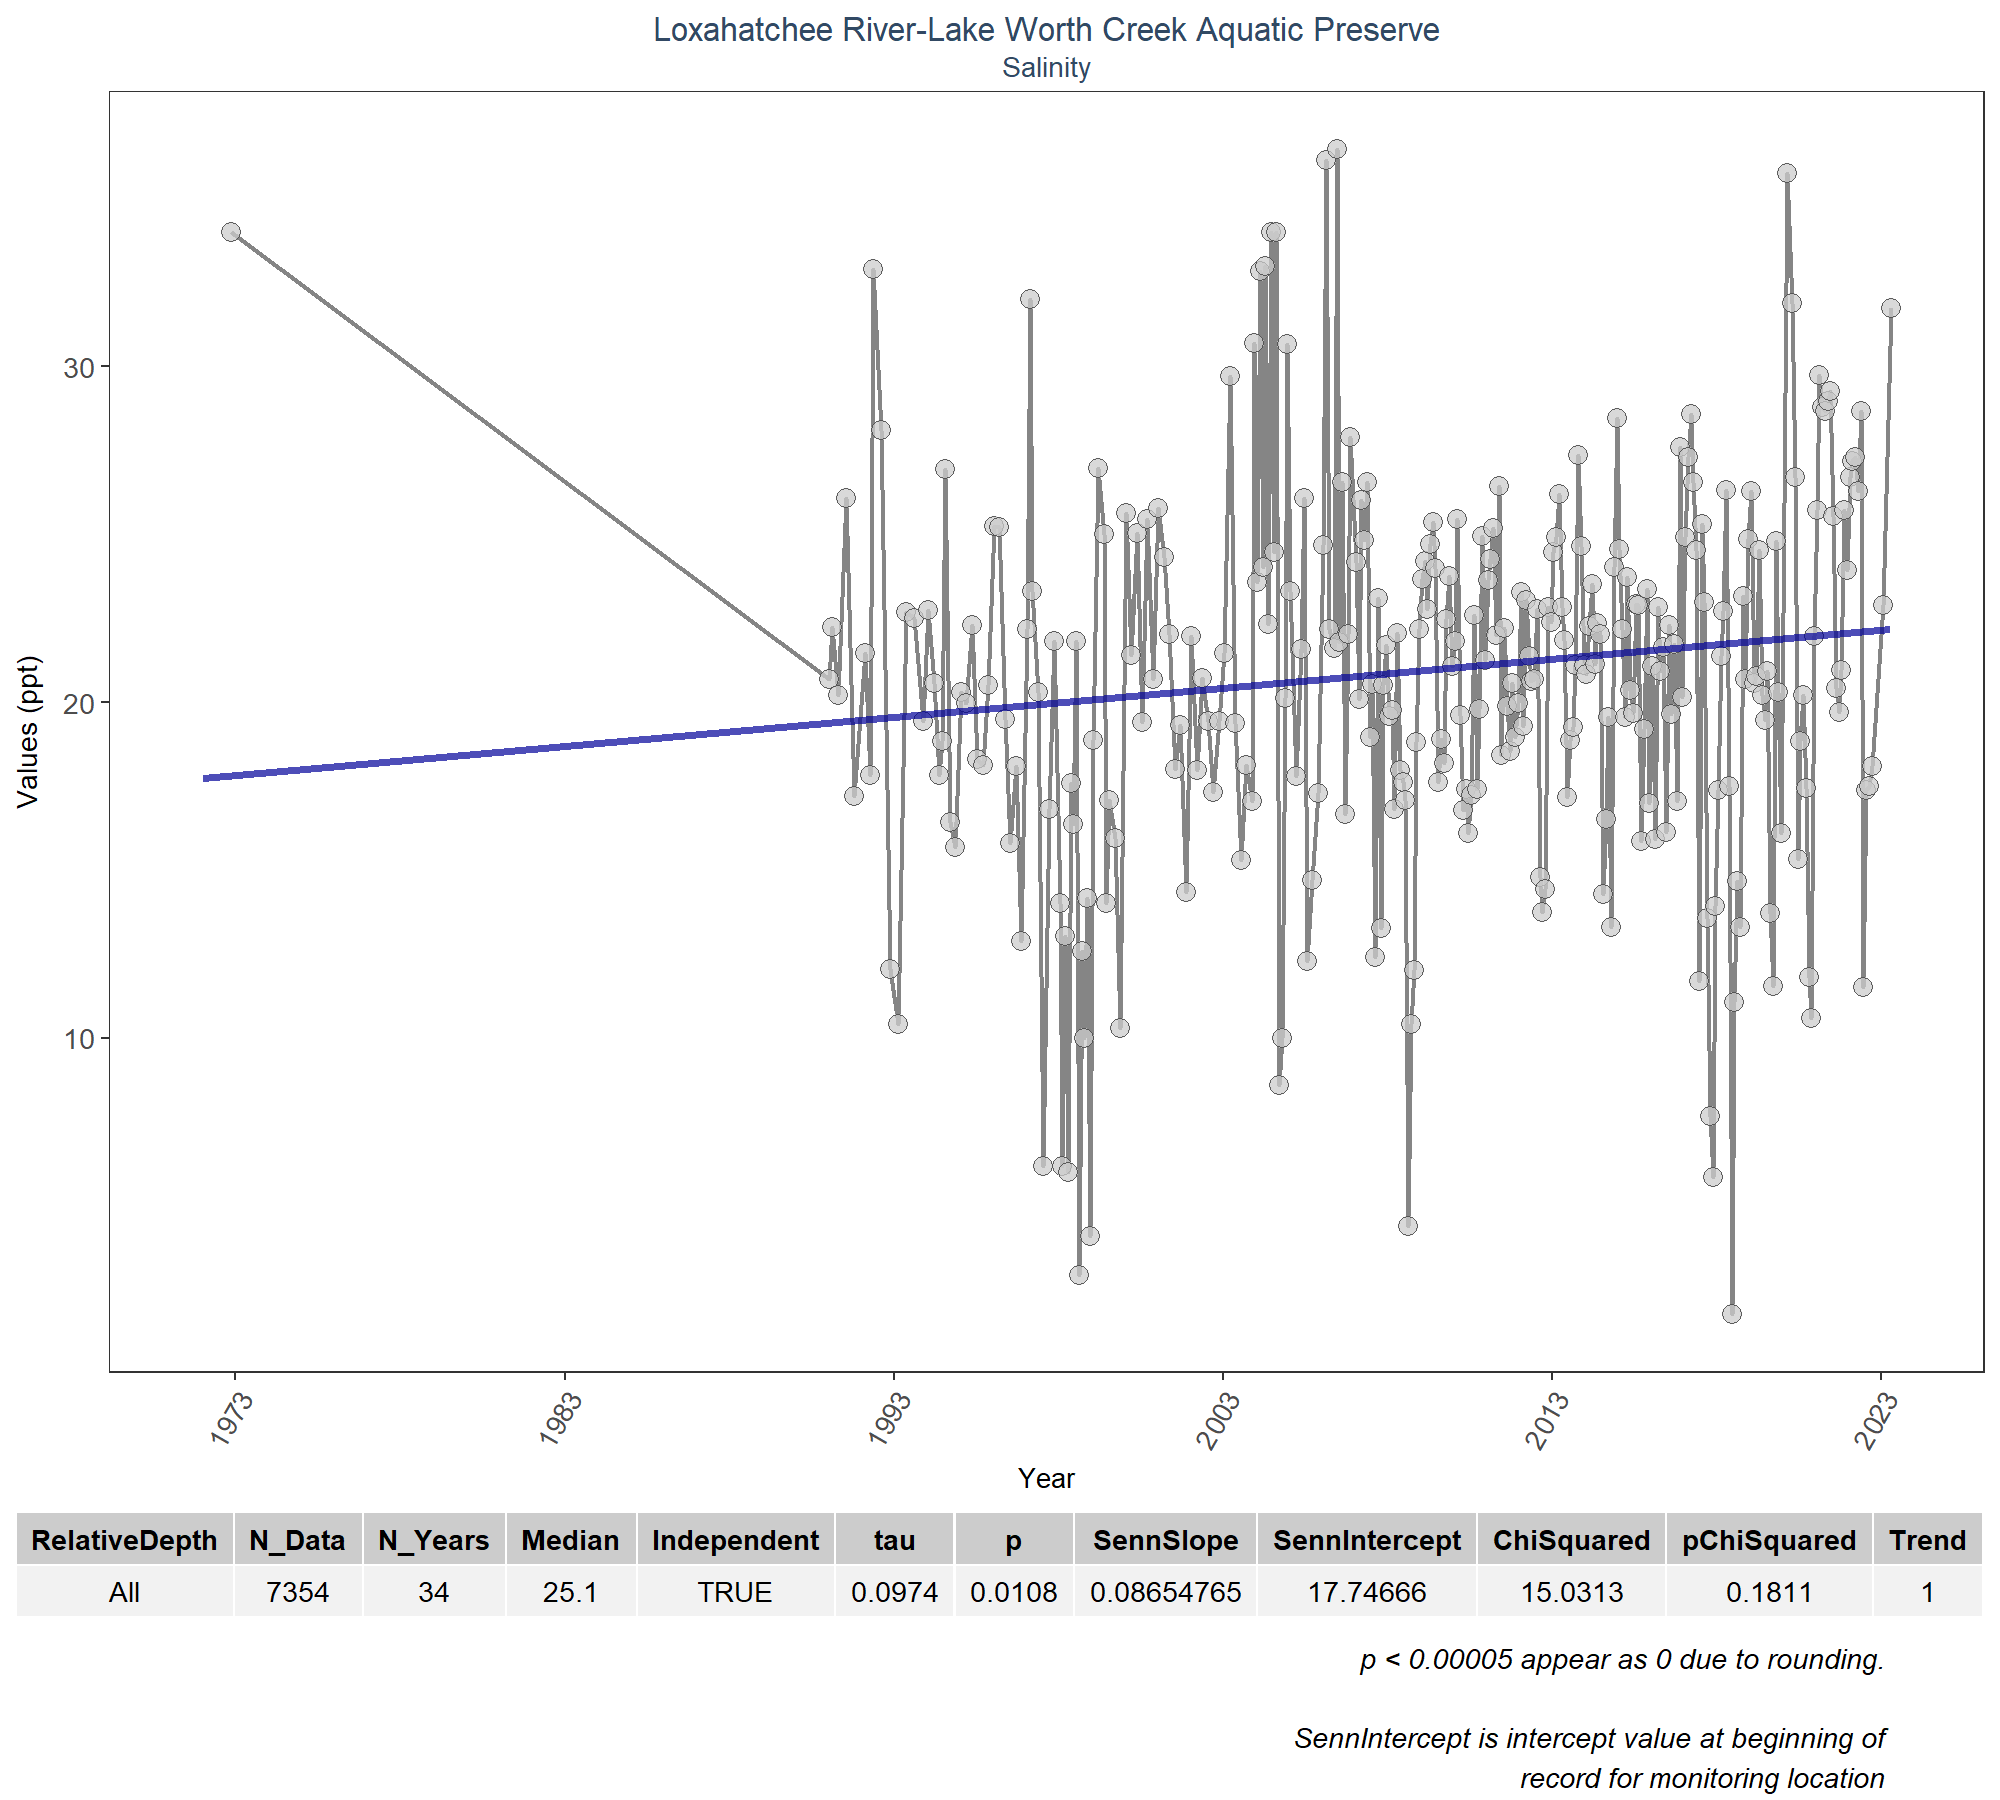 Loxahatchee River-Lake Worth Creek Aquatic Preserve
Salinity
Values (ppt)
30
20
10
1973
1983
1993
2003
2013
2023
Year
RelativeDepth N_Data N_Years Median Independent tau p SennSlope SennIntercept ChiSquared pChiSquared Trend
All 7354 34 25.1 TRUE 0.0974 0.0108 0.08654765 17.74666 15.0313 0.1811 1
p < 0.00005 appear as 0 due to rounding.
SennIntercept is intercept value at beginning of
record for monitoring location